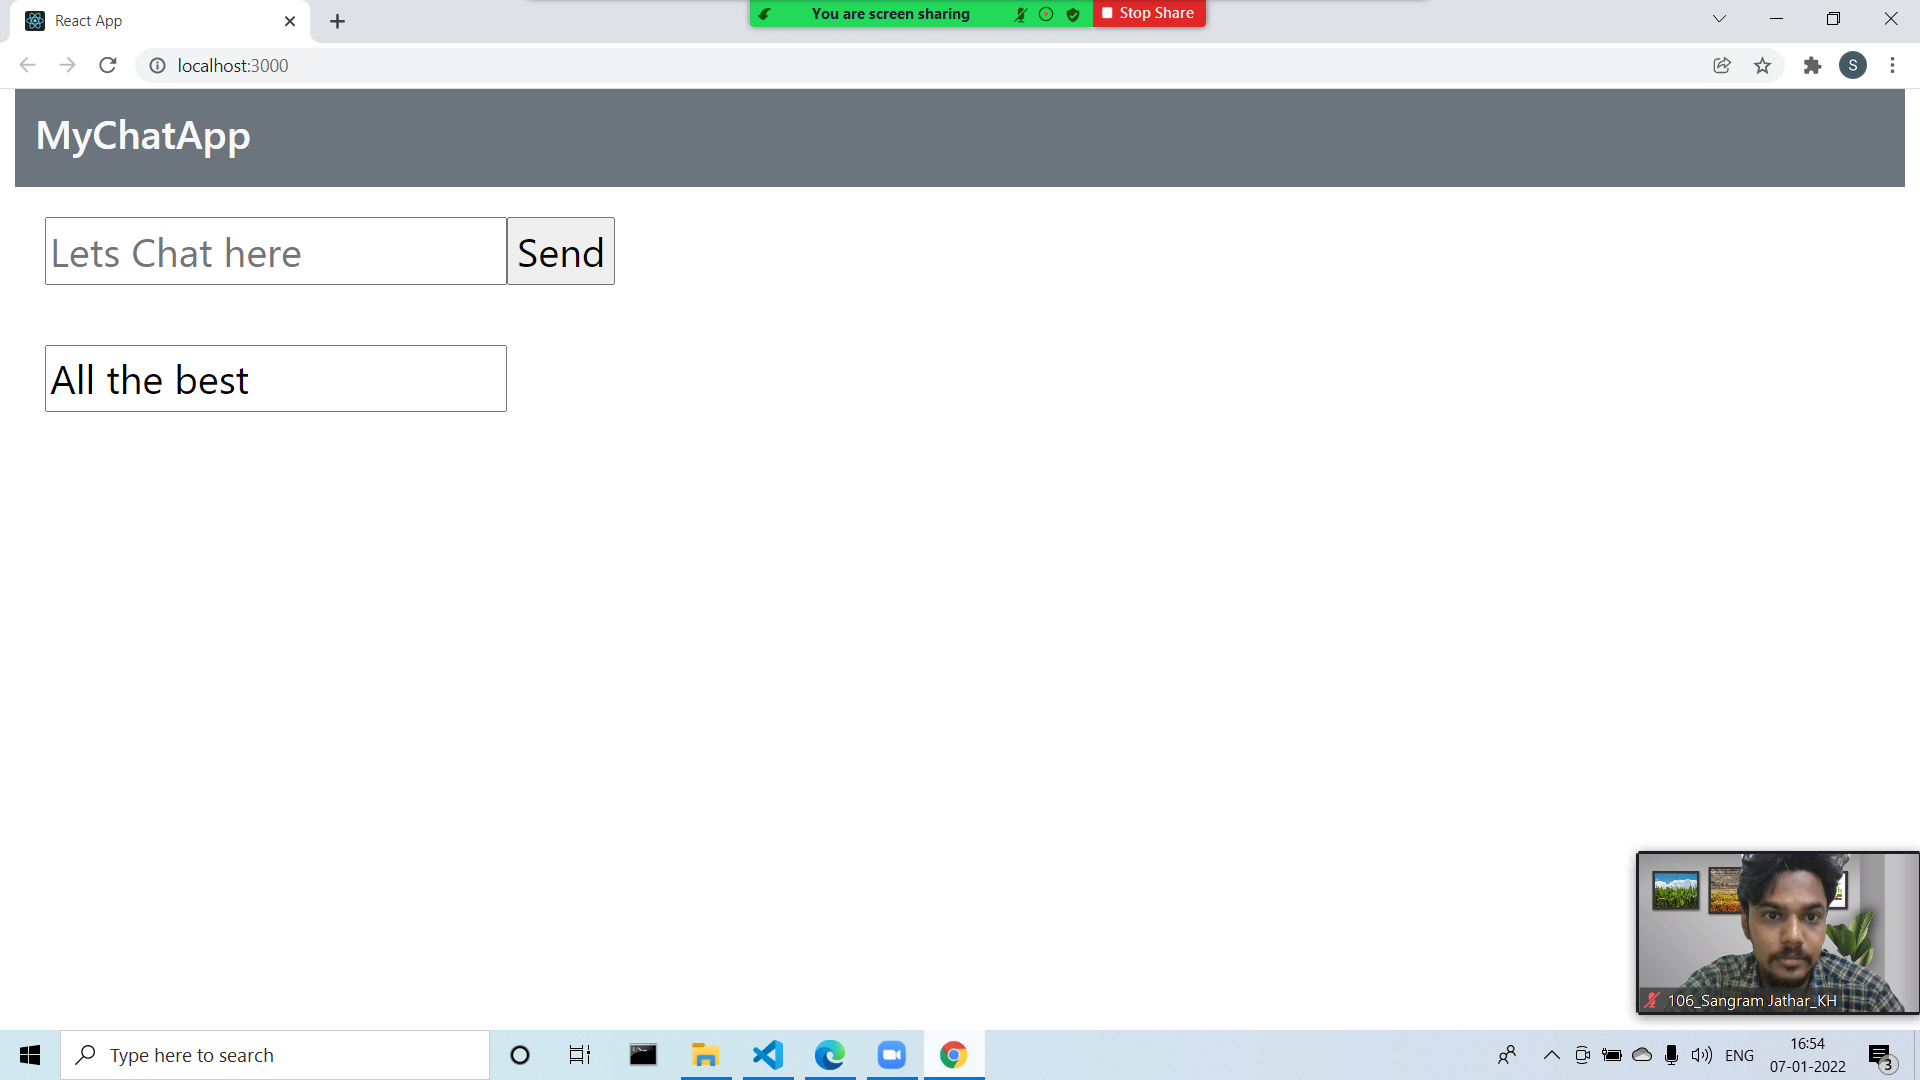 React App
You are screen sharing
Stop Share
localhost:3000
S
MyChatApp
Lets Chat here
Send
All the best
106_Sangram Jathar_KH
Type here to search
ENG
16:54
07-01-2022
3